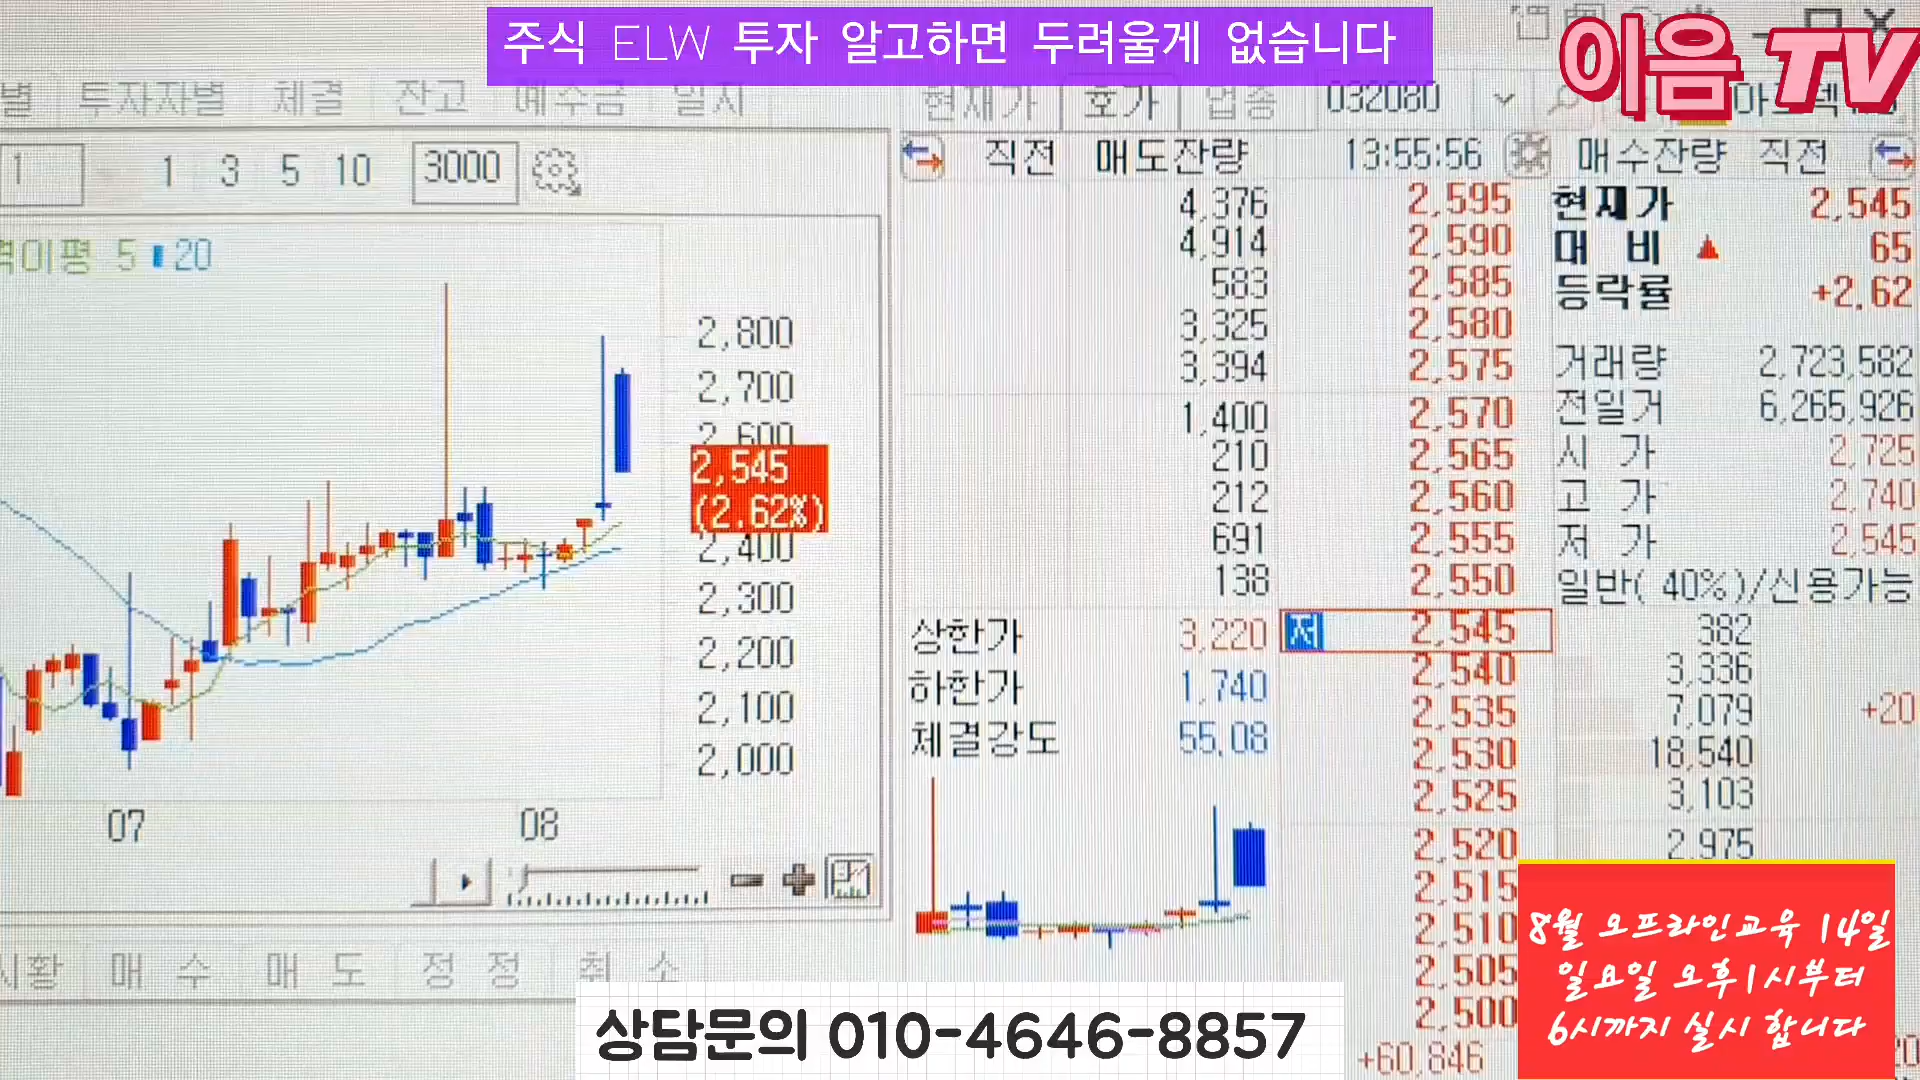 주식 ELW 투자 알고하면 두려울게 없습니다
이음 TV
별 투자자별 체결 잔고 예수금 일지
현재가 호가 업종 032080
1 1 3 5 10 3000
직전 매도잔량 13:55:56 매수잔량 직전
이평 5 20
2,800
2,700
2,600
2,545
(2.62%)
2,400
2,300
2,200
2,100
2,000
07 08
4,376 2,595
4,914 2,590
583 2,585
3,325 2,580
3,394 2,575
1,400 2,570
210 2,565
212 2,560
691 2,555
138 2,550
현재가 2,545
대 비 ▲ 65
등락률 +2.62
거래량 2,723,582
전일거 6,265,926
시 가 2,725
고 가 2,740
저 가 2,545
일반( 40%)/신용가능
상한가 3,220
하한가 1,740
체결강도 55.08
저 2,545 382
2,540 3,336
2,535 7,079 +20
2,530 18,540
2,525 3,103
2,520 2,975
2,515
2,510
2,505
2,500
+60,846
시황 매 수 매 도 정 정 취 소
상담문의 010-4646-8857
8월 오프라인교육 14일
일요일 오후1시부터
6시까지 실시 합니다